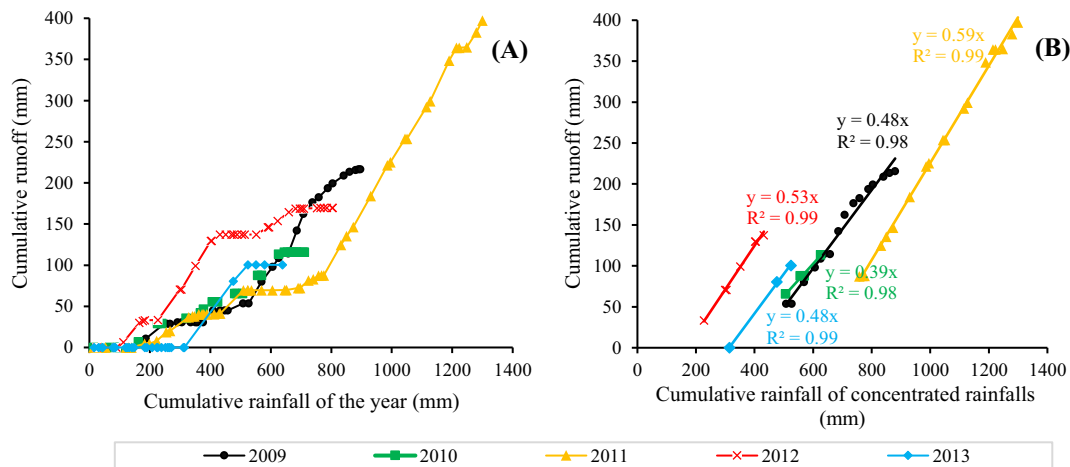 400
350
300
250
200
150
100
50
0
0 200 400 600 800 1000 1200 1400
Cumulative runoff (mm)
Cumulative rainfall of the year (mm)
(A)
400
350
300
250
200
150
100
50
0
0 200 400 600 800 1000 1200 1400
Cumulative runoff (mm)
Cumulative rainfall of concentrated rainfalls
(mm)
(B)
y = 0.59x
R² = 0.99
y = 0.48x
R² = 0.98
y = 0.53x
R² = 0.99
y = 0.39x
R² = 0.98
y = 0.48x
R² = 0.99
2009 2010 2011 2012 2013